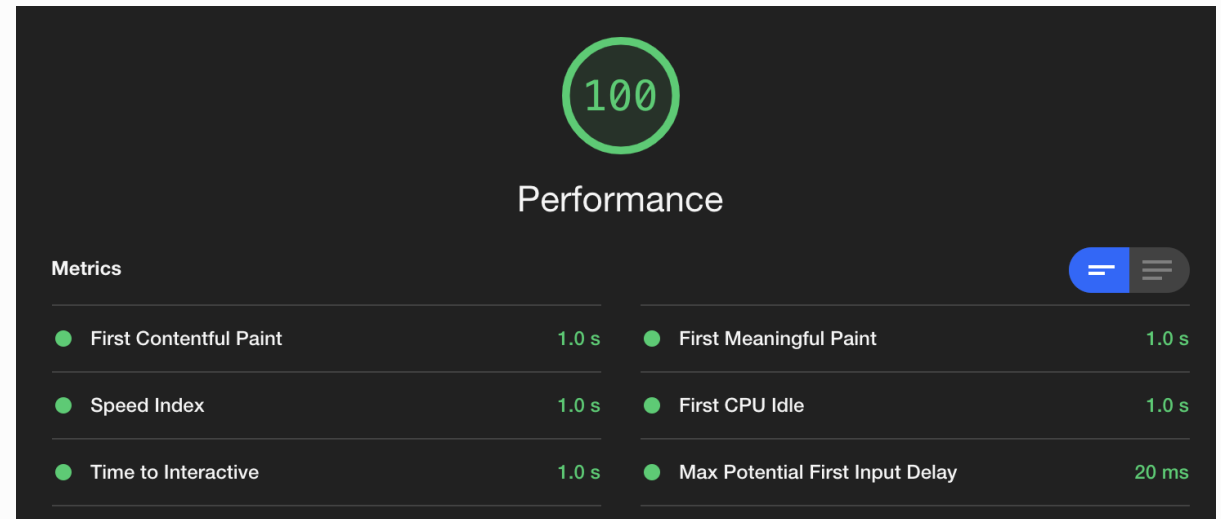 100
Performance
Metrics
First Contentful Paint 1.0 s
First Meaningful Paint 1.0 s
Speed Index 1.0 s
First CPU Idle 1.0 s
Time to Interactive 1.0 s
Max Potential First Input Delay 20 ms